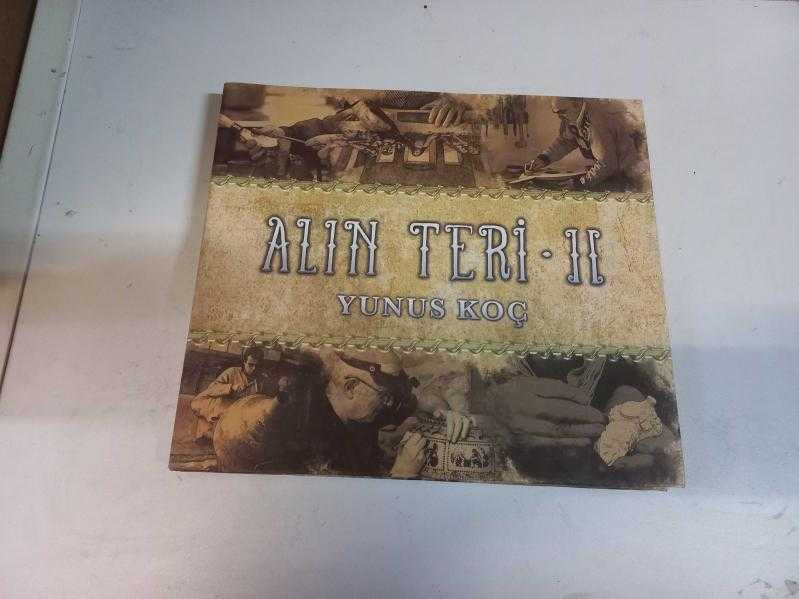 ALIN TERİ - II
YUNUS KOÇ